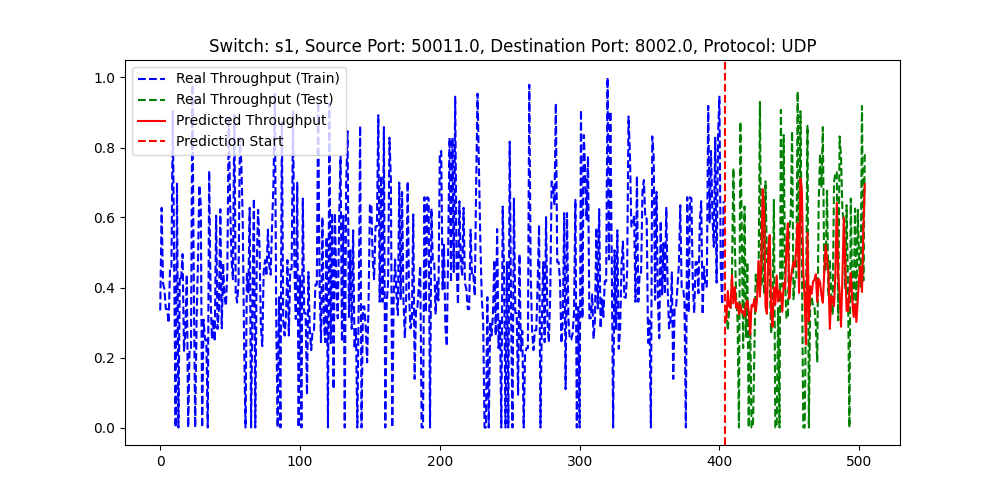 Switch: s1, Source Port: 50011.0, Destination Port: 8002.0, Protocol: UDP
1.0
0.8
0.6
0.4
0.2
0.0
Real Throughput (Train)
Real Throughput (Test)
Predicted Throughput
Prediction Start
0
100
200
300
400
500